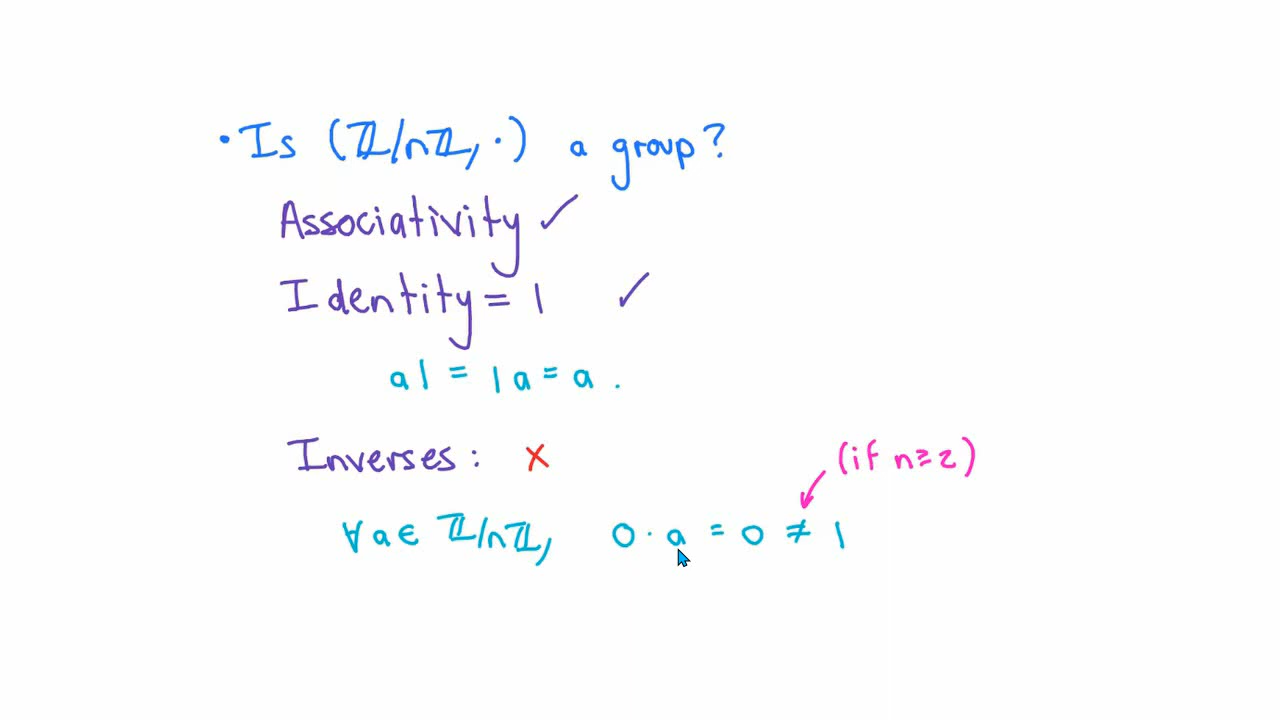 • Is (ℤ/nℤ, ·) a group?
Associativity ✓
Identity = 1 ✓
a1 = 1a = a .
Inverses: ✗
(if n≥2)
∀a∈ ℤ/nℤ, 0·a = 0 ≠ 1